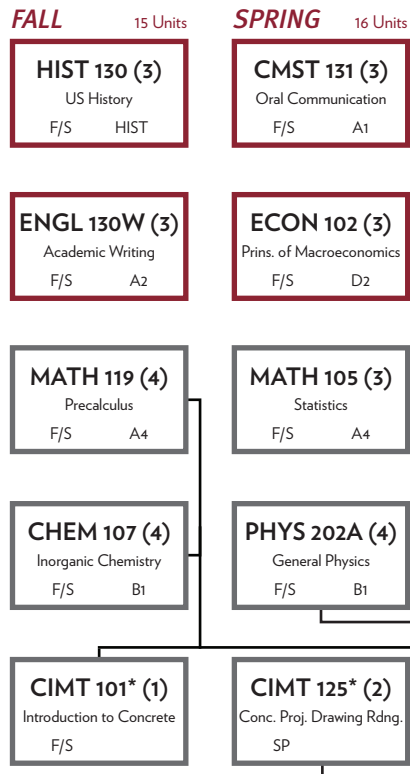 FALL 15 Units
HIST 130 (3)
US History
F/S HIST
ENGL 130W (3)
Academic Writing
F/S A2
MATH 119 (4)
Precalculus
F/S A4
CHEM 107 (4)
Inorganic Chemistry
F/S B1
CIMT 101* (1)
Introduction to Concrete
F/S
SPRING 16 Units
CMST 131 (3)
Oral Communication
F/S A1
ECON 102 (3)
Prins. of Macroeconomics
F/S D2
MATH 105 (3)
Statistics
F/S A4
PHYS 202A (4)
General Physics
F/S B1
CIMT 125* (2)
Conc. Proj. Drawing Rdng.
SP